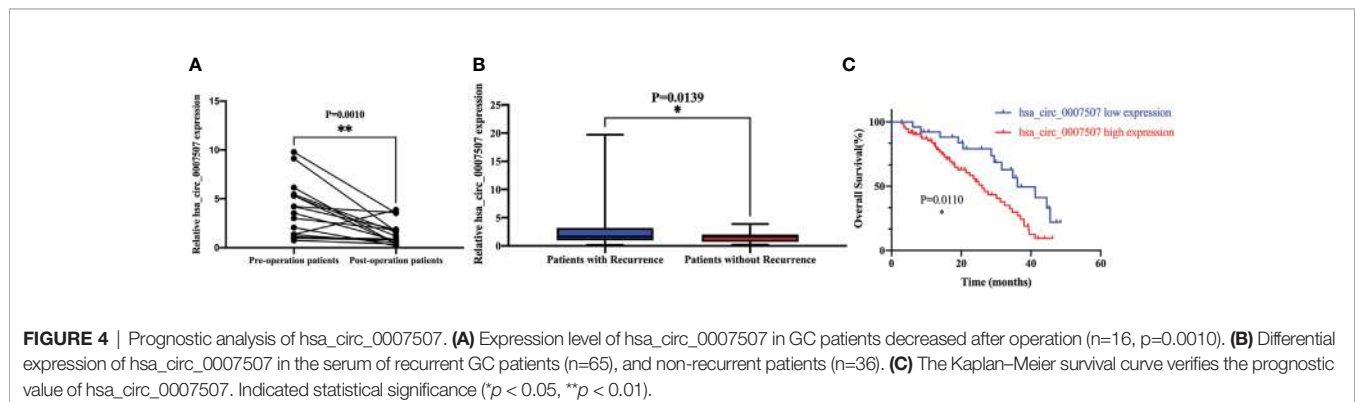 A
Relative hsa_circ_0007507 expression
15
10
5
0
P=0.0010
**
Pre-operation patients
Post-operation patients
B
Relative hsa_circ_0007507 expression
25
20
15
10
5
0
P=0.0139
*
Patients with Recurrence
Patients without Recurrence
C
Overall Survival(%)
100
50
0
hsa_circ_0007507 low expression
hsa_circ_0007507 high expression
P=0.0110
*
0
20
40
60
Time (months)
FIGURE 4 | Prognostic analysis of hsa_circ_0007507. (A) Expression level of hsa_circ_0007507 in GC patients decreased after operation (n=16, p=0.0010). (B) Differential
expression of hsa_circ_0007507 in the serum of recurrent GC patients (n=65), and non-recurrent patients (n=36). (C) The Kaplan–Meier survival curve verifies the prognostic
value of hsa_circ_0007507. Indicated statistical significance (*p < 0.05, **p < 0.01).